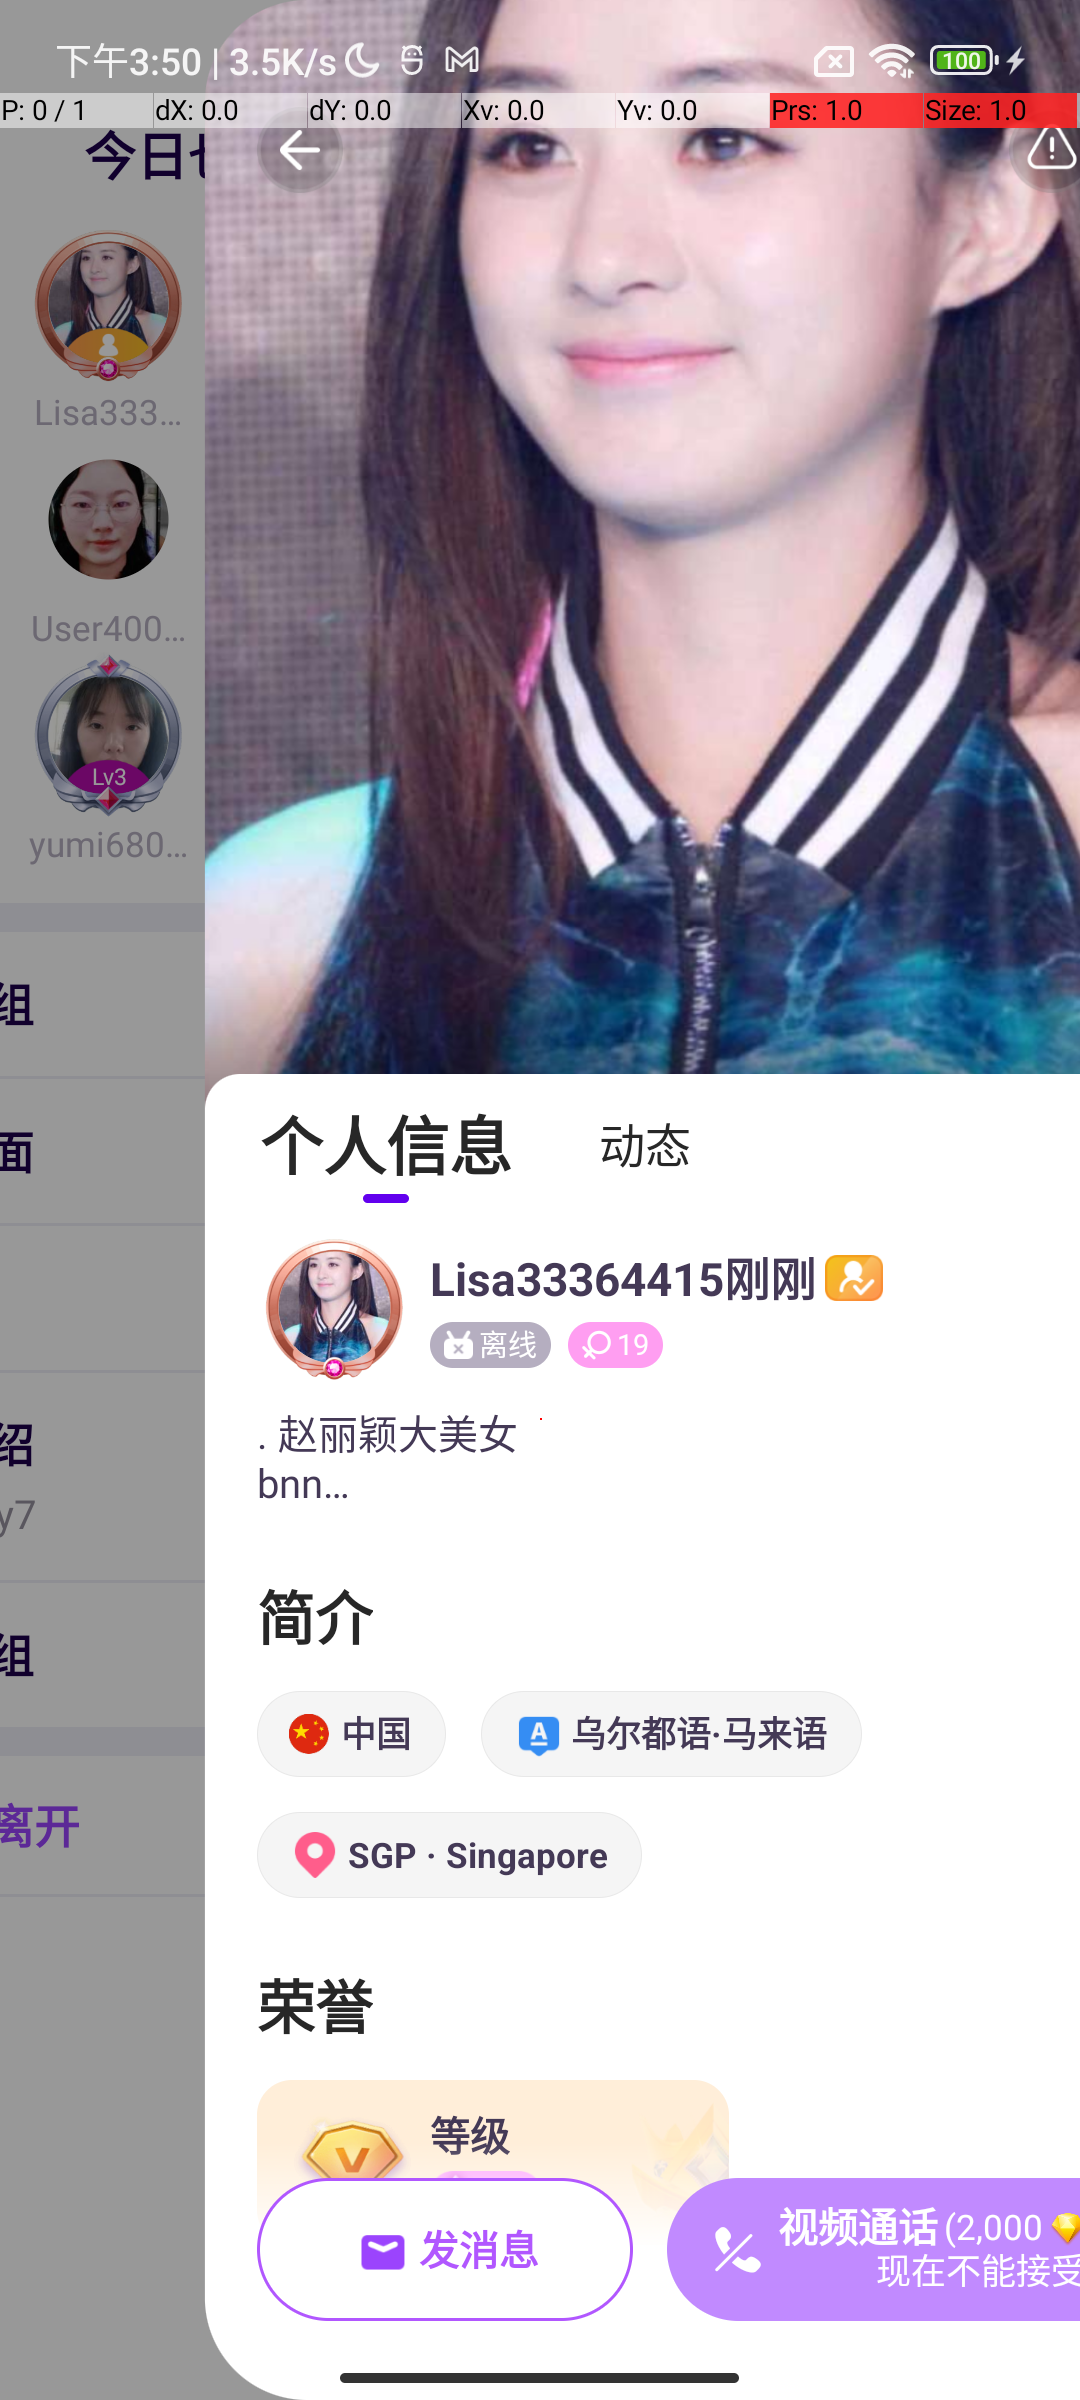 下午3:50 | 3.5K/s
100
P: 0 / 1
dX: 0.0
dY: 0.0
Xv: 0.0
Yv: 0.0
Prs: 1.0
Size: 1.0
今日
Lisa333...
User400...
Lv3
yumi680...
组
面
绍
y7
组
离开
个人信息
动态
Lisa33364415刚刚
离线
19
. 赵丽颖大美女
bnn...
简介
中国
A 乌尔都语·马来语
SGP · Singapore
荣誉
V
等级
发消息
视频通话(2,000
现在不能接受